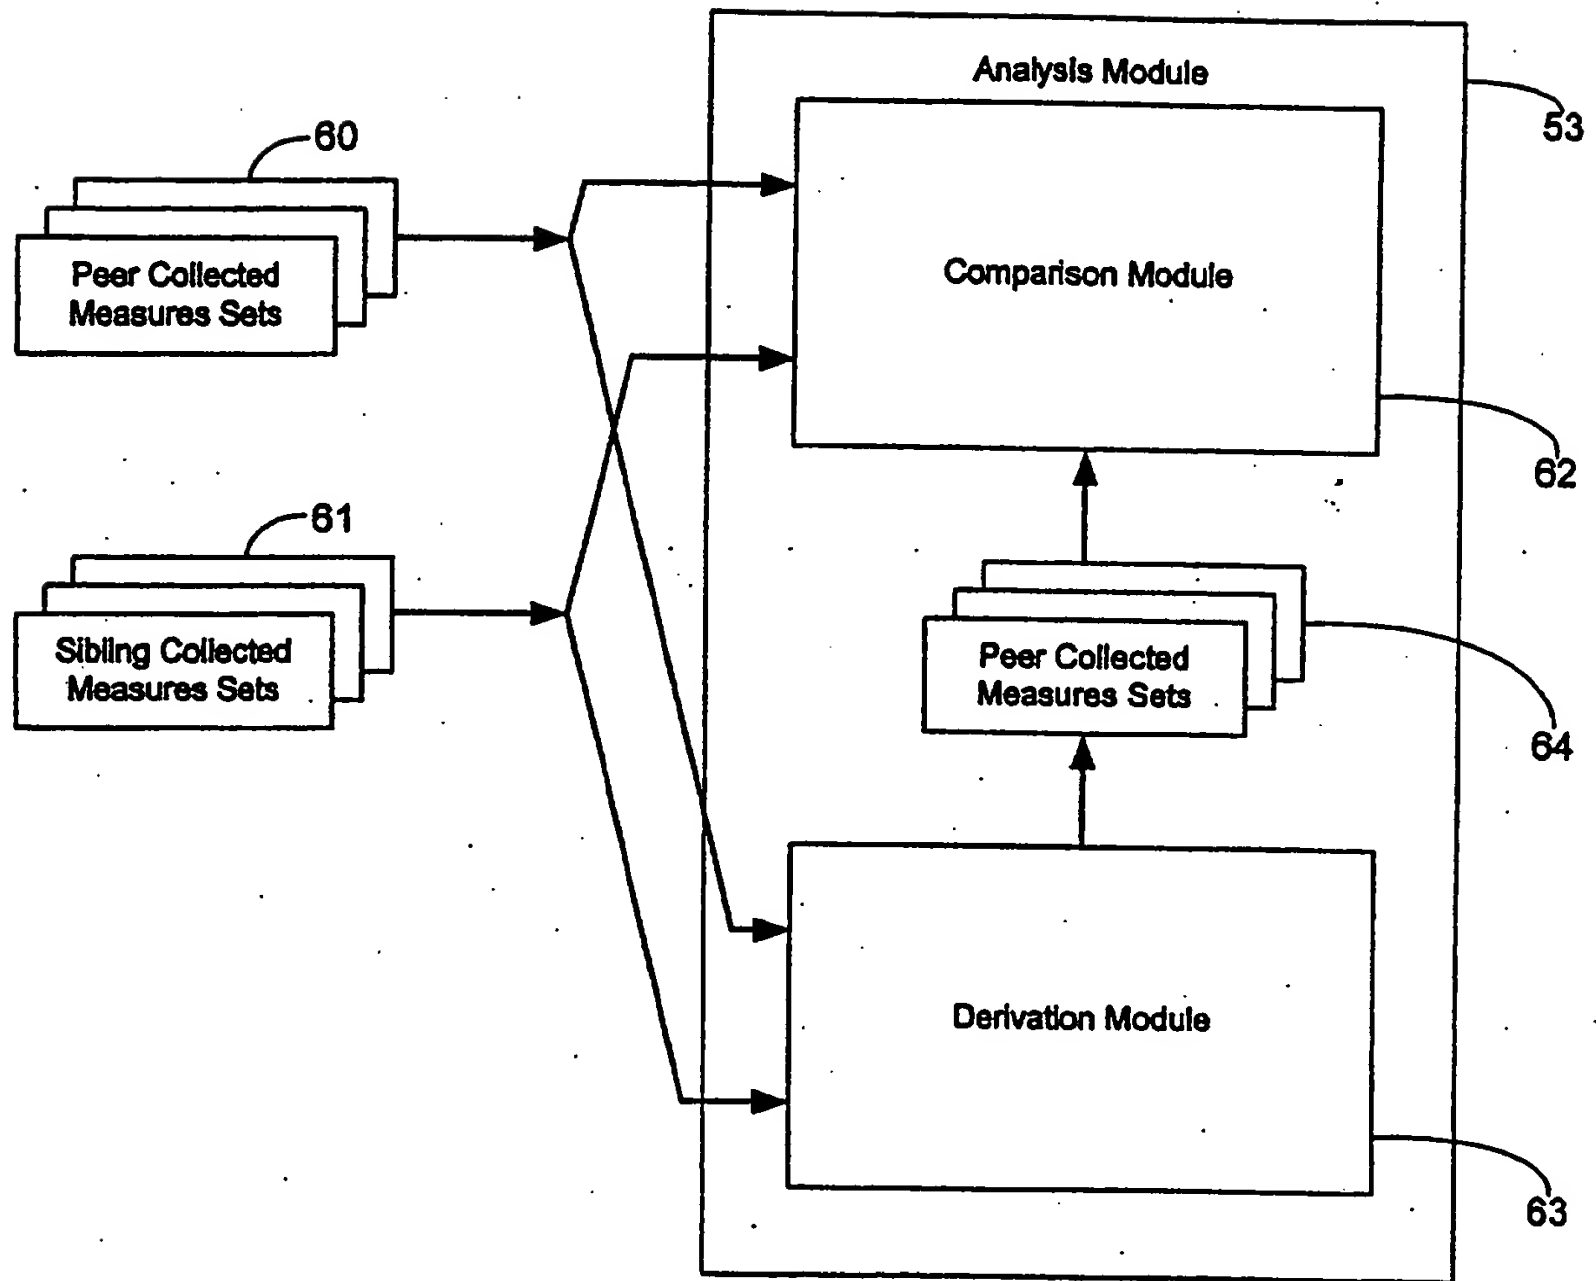 Analysis Module
53
60
Peer Collected
Measures Sets
Comparison Module
62
61
Sibling Collected
Measures Sets
Peer Collected
Measures Sets
64
Derivation Module
63